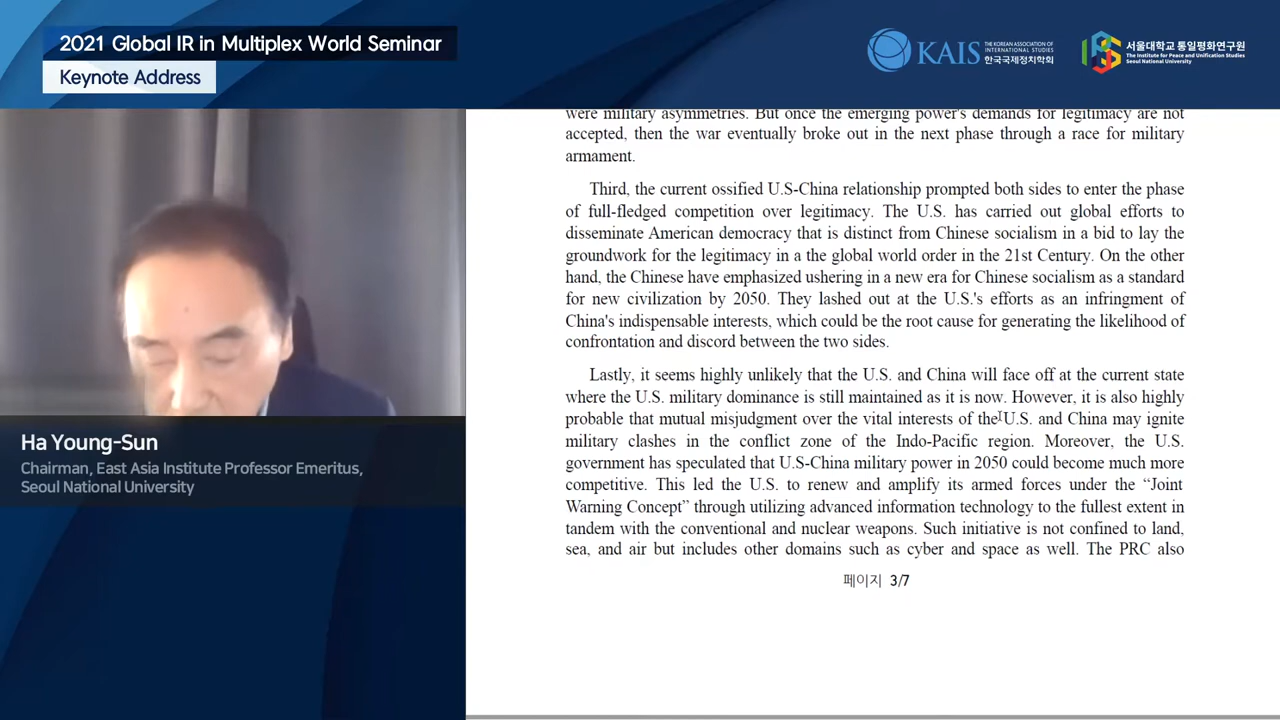 2021 Global IR in Multiplex World Seminar
Keynote Address
KAIS THE KOREAN ASSOCIATION OF INTERNATIONAL STUDIES 한국국제정치학회
서울대학교 통일평화연구원
The Institute for Peace and Unification Studies
Seoul National University
were military asymmetries. But once the emerging power's demands for legitimacy are not
accepted, then the war eventually broke out in the next phase through a race for military
armament.
Third, the current ossified U.S-China relationship prompted both sides to enter the phase
of full-fledged competition over legitimacy. The U.S. has carried out global efforts to
disseminate American democracy that is distinct from Chinese socialism in a bid to lay the
groundwork for the legitimacy in a the global world order in the 21st Century. On the other
hand, the Chinese have emphasized ushering in a new era for Chinese socialism as a standard
for new civilization by 2050. They lashed out at the U.S.'s efforts as an infringment of
China's indispensable interests, which could be the root cause for generating the likelihood of
confrontation and discord between the two sides.
Lastly, it seems highly unlikely that the U.S. and China will face off at the current state
where the U.S. military dominance is still maintained as it is now. However, it is also highly
probable that mutual misjudgment over the vital interests of the U.S. and China may ignite
military clashes in the conflict zone of the Indo-Pacific region. Moreover, the U.S.
government has speculated that U.S-China military power in 2050 could become much more
competitive. This led the U.S. to renew and amplify its armed forces under the “Joint
Warning Concept” through utilizing advanced information technology to the fullest extent in
tandem with the conventional and nuclear weapons. Such initiative is not confined to land,
sea, and air but includes other domains such as cyber and space as well. The PRC also
페이지 3/7
Ha Young-Sun
Chairman, East Asia Institute Professor Emeritus,
Seoul National University